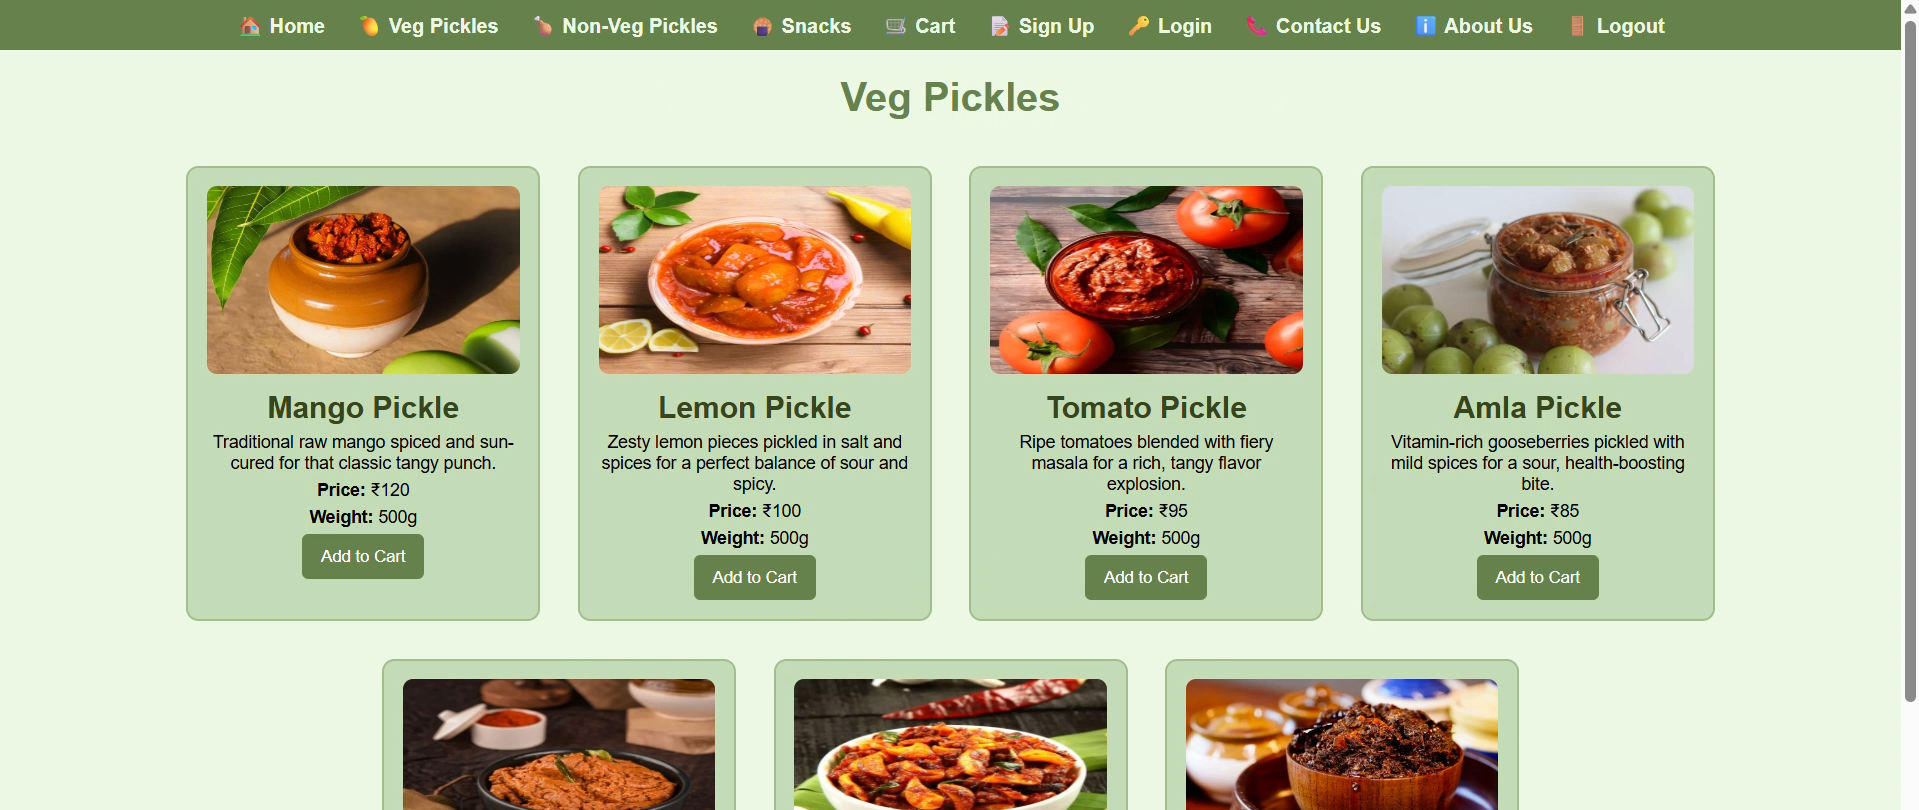 Home Veg Pickles Non-Veg Pickles Snacks Cart Sign Up Login Contact Us About Us Logout
Veg Pickles
Mango Pickle
Traditional raw mango spiced and sun-
cured for that classic tangy punch.
Price: ₹120
Weight: 500g
Add to Cart
Lemon Pickle
Zesty lemon pieces pickled in salt and
spices for a perfect balance of sour and
spicy.
Price: ₹100
Weight: 500g
Add to Cart
Tomato Pickle
Ripe tomatoes blended with fiery
masala for a rich, tangy flavor
explosion.
Price: ₹95
Weight: 500g
Add to Cart
Amla Pickle
Vitamin-rich gooseberries pickled with
mild spices for a sour, health-boosting
bite.
Price: ₹85
Weight: 500g
Add to Cart